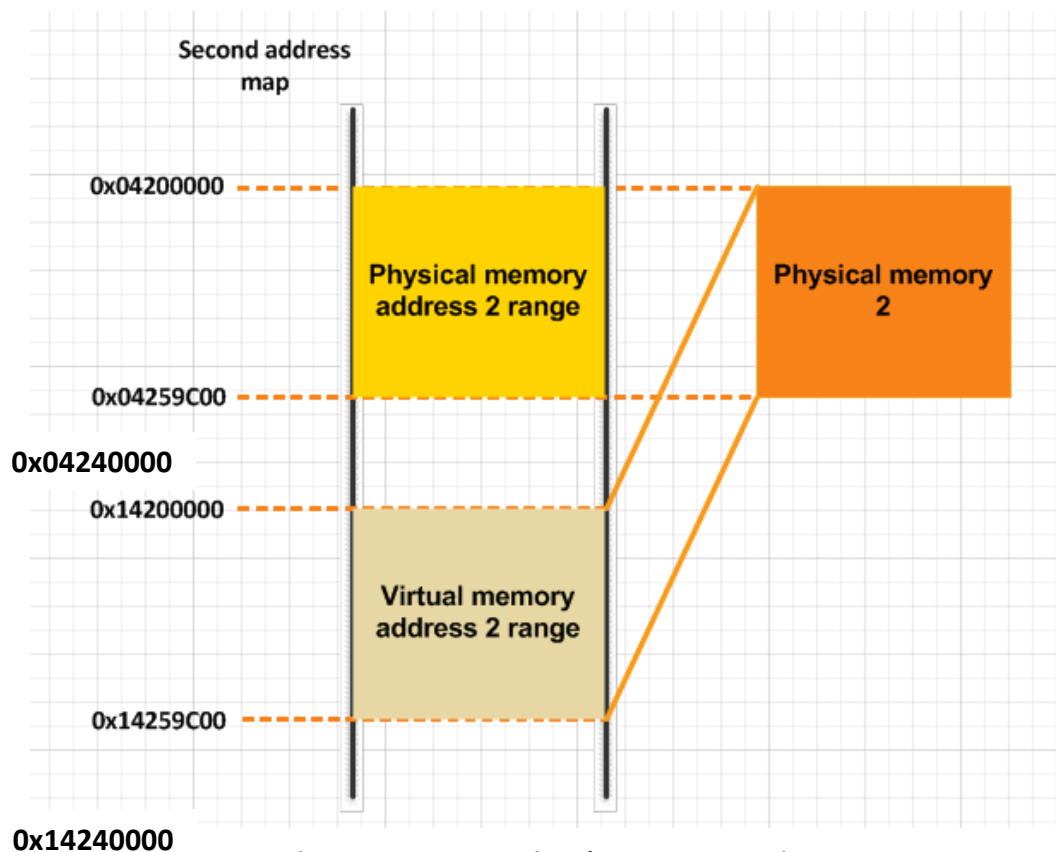 Second address
map
0x04200000
Physical memory
address 2 range
Physical memory
2
0x04259C00
0x04240000
0x14200000
Virtual memory
address 2 range
0x14259C00
0x14240000